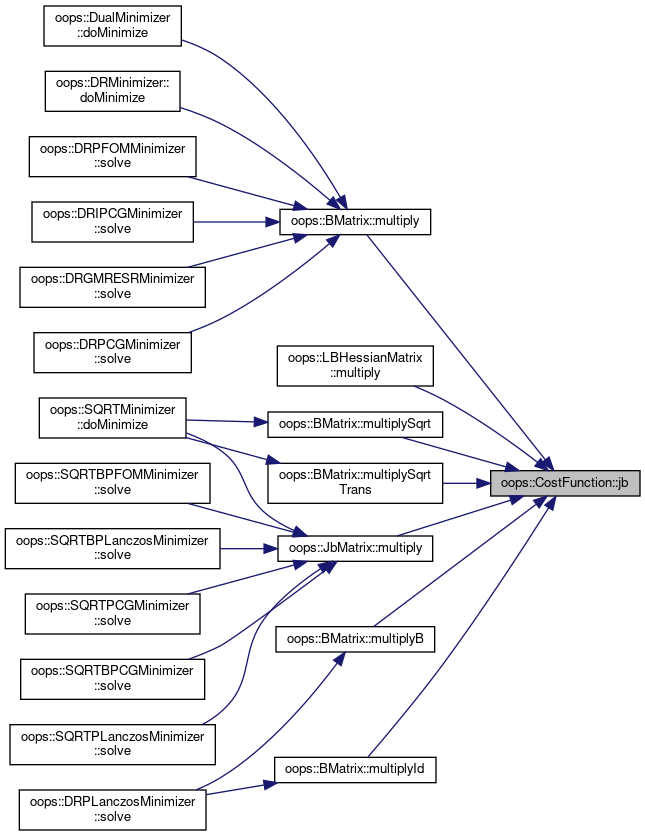 oops::DualMinimizer
::doMinimize
oops::DRMinimizer::
doMinimize
oops::DRPFOMMinimizer
::solve
oops::DRIPCGMinimizer
::solve
oops::BMatrix::multiply
oops::DRGMRESRMinimizer
::solve
oops::DRPCGMinimizer
::solve
oops::LBHessianMatrix
::multiply
oops::SQRTMinimizer
::doMinimize
oops::BMatrix::multiplySqrt
oops::SQRTBPFOMMinimizer
::solve
oops::BMatrix::multiplySqrt
Trans
oops::CostFunction::jb
oops::SQRTBPLanczosMinimizer
::solve
oops::JbMatrix::multiply
oops::SQRTPCGMinimizer
::solve
oops::BMatrix::multiplyB
oops::SQRTBPCGMinimizer
::solve
oops::SQRTPLanczosMinimizer
::solve
oops::BMatrix::multiplyId
oops::DRPLanczosMinimizer
::solve